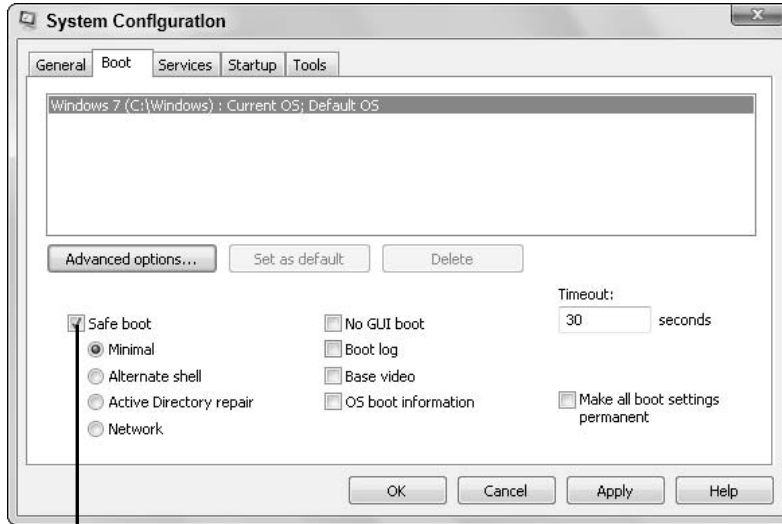 System Configuration
General Boot Services Startup Tools
Windows 7 (C:\Windows) : Current OS; Default OS
Advanced options... Set as default Delete
Timeout:
30 seconds
Safe boot
Minimal
Alternate shell
Active Directory repair
Network
No GUI boot
Boot log
Base video
OS boot information
Make all boot settings
permanent
OK Cancel Apply Help